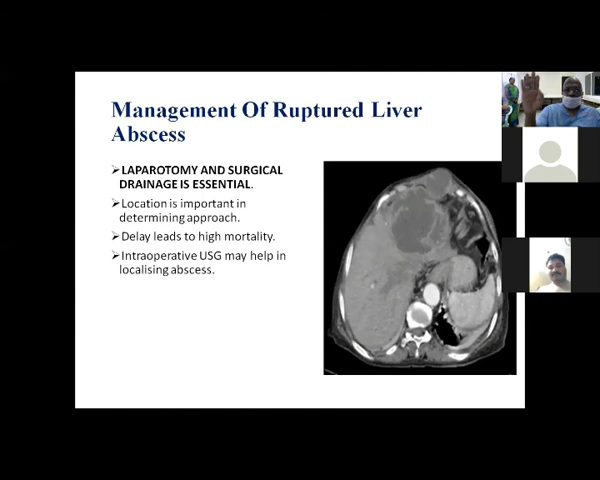 Management Of Ruptured Liver
Abscess
➢LAPAROTOMY AND SURGICAL
DRAINAGE IS ESSENTIAL.
➢Location is important in
determining approach.
➢Delay leads to high mortality.
➢Intraoperative USG may help in
localising abscess.